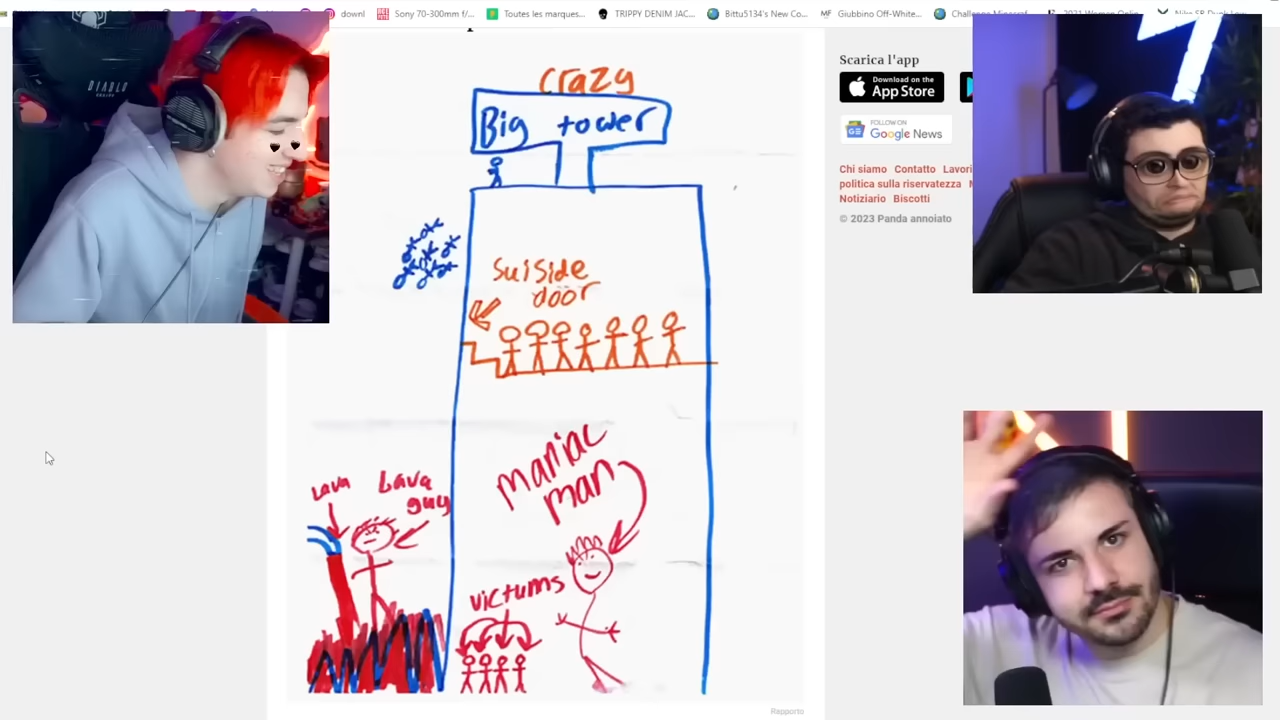 downl
Sony 70-300mm f/...
Toutes les marques...
TRIPPY DENIM JAC...
Bittu5134's New Co...
Giubbino Off-White...
DIABLO
Crazy
Big tower
suiside
door
maniac
man
Lava
Lava
guy
victums
Rapporto
Scarica l'app
Download on the
App Store
FOLLOW ON
Google News
Chi siamo Contatto Lavori
politica sulla riservatezza
Notiziario Biscotti
© 2023 Panda annoiato